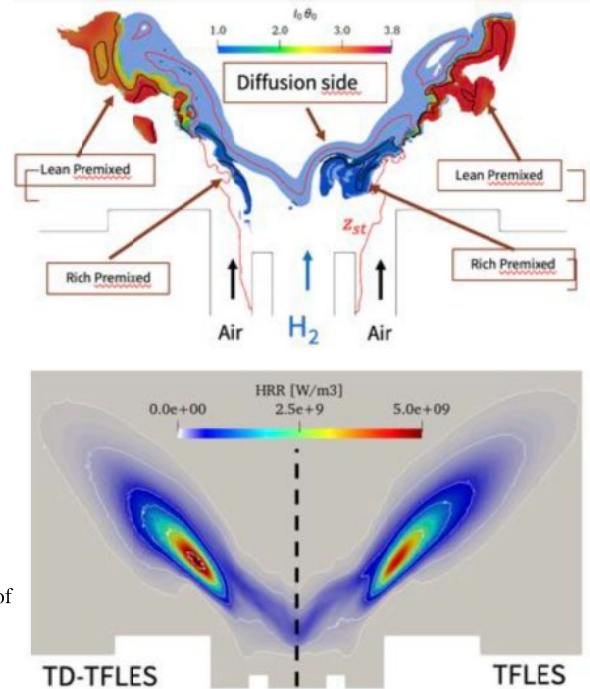 I₀ θ₀
1.0 2.0 3.0 3.8
Diffusion side
Lean Premixed
Lean Premixed
Z_st
Rich Premixed
Rich Premixed
Air H₂ Air
HRR [W/m3]
0.0e+00 2.5e+9 5.0e+09
of
TD-TFLES TFLES